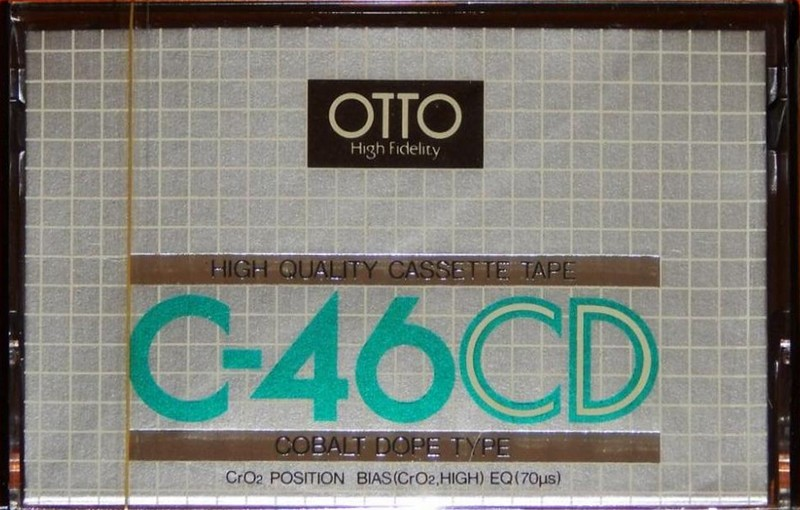 OTTO
High Fidelity
HIGH QUALITY CASSETTE TAPE
C-46CD
COBALT DOPE TYPE
CrO₂ POSITION BIAS(CrO₂,HIGH) EQ(70μs)